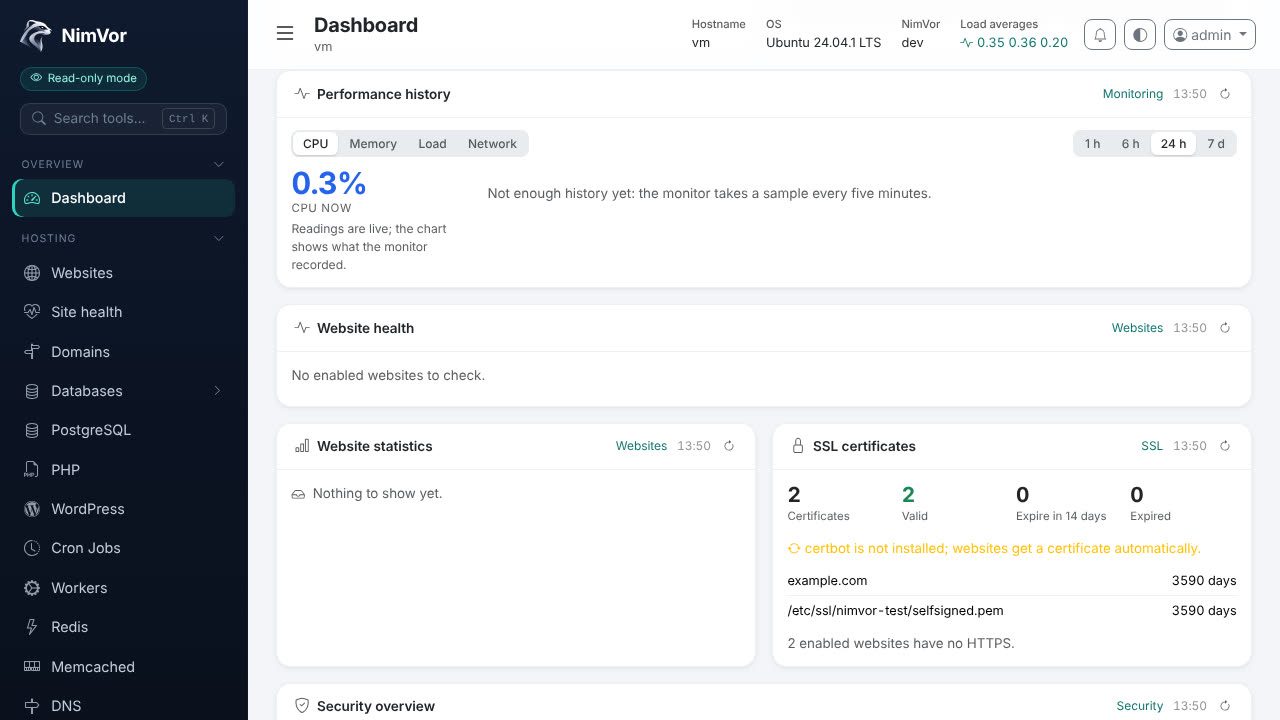 NimVor
Read-only mode
Search tools... Ctrl K
OVERVIEW
Dashboard
HOSTING
Websites
Site health
Domains
Databases
PostgreSQL
PHP
WordPress
Cron Jobs
Workers
Redis
Memcached
DNS
Dashboard
vm
Hostname
vm
OS
Ubuntu 24.04.1 LTS
NimVor
dev
Load averages
0.35 0.36 0.20
admin
Performance history
Monitoring 13:50
CPU Memory Load Network
1 h 6 h 24 h 7 d
0.3%
CPU NOW
Readings are live; the chart
shows what the monitor
recorded.
Not enough history yet: the monitor takes a sample every five minutes.
Website health
Websites 13:50
No enabled websites to check.
Website statistics
Websites 13:50
Nothing to show yet.
SSL certificates
SSL 13:50
2
Certificates
2
Valid
0
Expire in 14 days
0
Expired
certbot is not installed; websites get a certificate automatically.
example.com 3590 days
/etc/ssl/nimvor-test/selfsigned.pem 3590 days
2 enabled websites have no HTTPS.
Security overview
Security 13:50